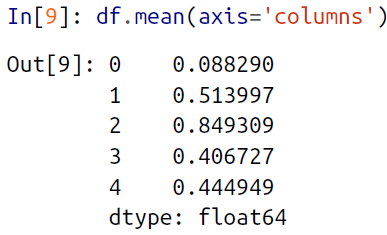 In[9]: df.mean(axis='columns')
Out[9]: 0    0.088290
1    0.513997
2    0.849309
3    0.406727
4    0.444949
dtype: float64